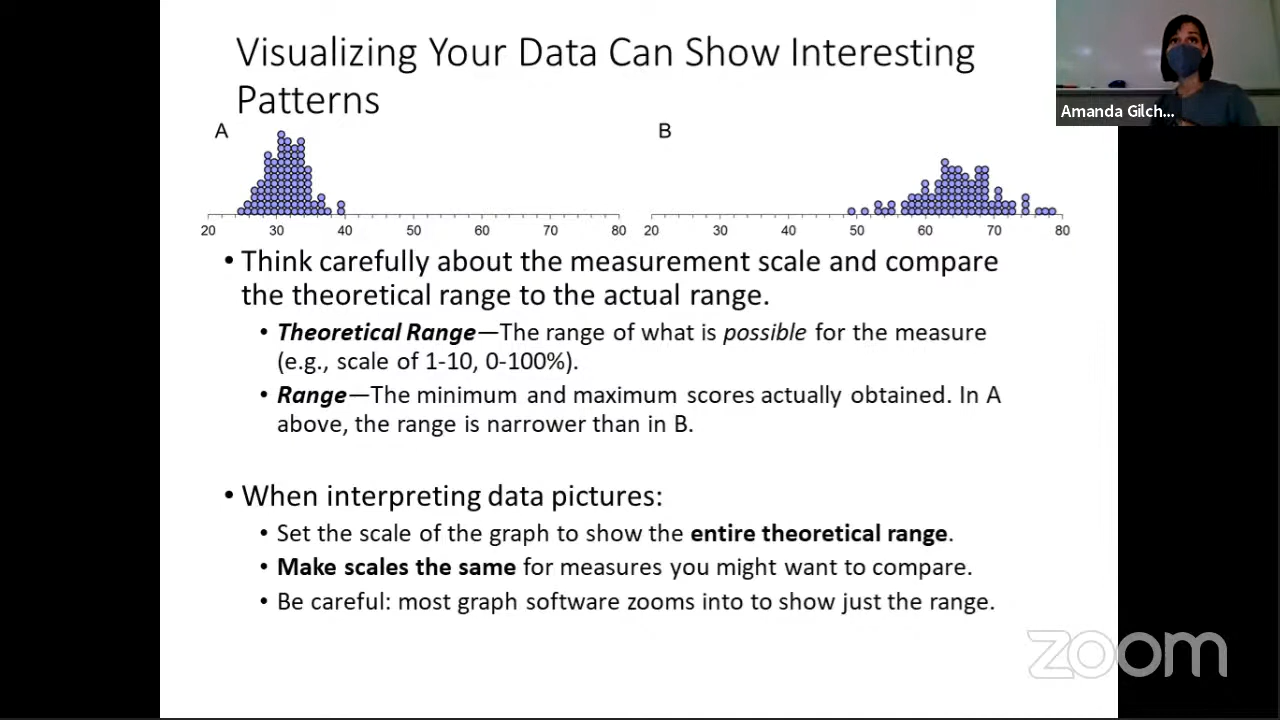 Visualizing Your Data Can Show Interesting
Patterns
A
B
20 30 40 50 60 70 80
20 30 40 50 60 70 80
• Think carefully about the measurement scale and compare
the theoretical range to the actual range.
• Theoretical Range—The range of what is possible for the measure
(e.g., scale of 1-10, 0-100%).
• Range—The minimum and maximum scores actually obtained. In A
above, the range is narrower than in B.
• When interpreting data pictures:
• Set the scale of the graph to show the entire theoretical range.
• Make scales the same for measures you might want to compare.
• Be careful: most graph software zooms into to show just the range.
Amanda Gilch...
zoom